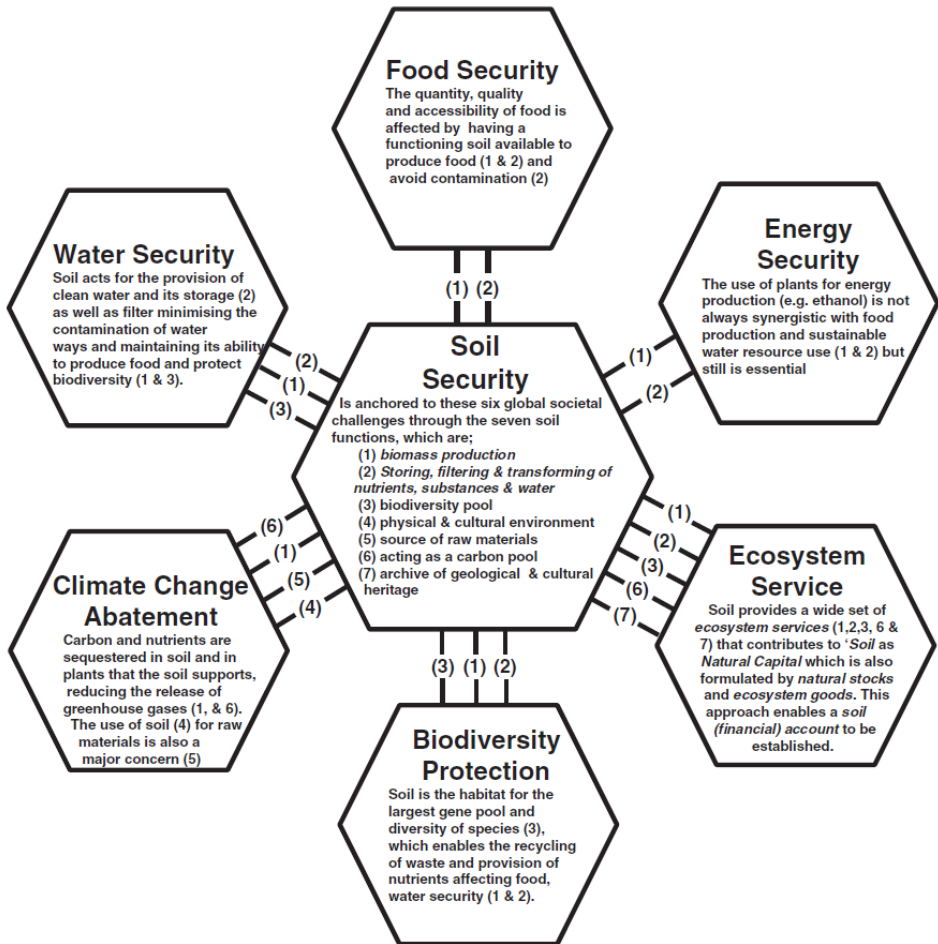 Food Security
The quantity, quality
and accessibility of food is
affected by having a
functioning soil available to
produce food (1 & 2) and
avoid contamination (2)
Water Security
Soil acts for the provision of
clean water and its storage (2)
as well as filter minimising the
contamination of water
ways and maintaining its ability
to produce food and protect
biodiversity (1 & 3).
Energy
Security
The use of plants for energy
production (e.g. ethanol) is not
always synergistic with food
production and sustainable
water resource use (1 & 2) but
still is essential
(1) (2)
(2)
(1)
(3)
(1)
(2)
Soil
Security
Is anchored to these six global societal
challenges through the seven soil
functions, which are;
(1) biomass production
(2) Storing, filtering & transforming of
nutrients, substances & water
(3) biodiversity pool
(4) physical & cultural environment
(5) source of raw materials
(6) acting as a carbon pool
(7) archive of geological & cultural
heritage
(6)
(1)
(5)
(4)
(1)
(2)
(3)
(6)
(7)
Climate Change
Abatement
Carbon and nutrients are
sequestered in soil and in
plants that the soil supports,
reducing the release of
greenhouse gases (1, & 6).
The use of soil (4) for raw
materials is also a
major concern (5)
Ecosystem
Service
Soil provides a wide set of
ecosystem services (1,2,3, 6 &
7) that contributes to ‘Soil as
Natural Capital which is also
formulated by natural stocks
and ecosystem goods. This
approach enables a soil
(financial) account to be
established.
(3) (1) (2)
Biodiversity
Protection
Soil is the habitat for the
largest gene pool and
diversity of species (3),
which enables the recycling
of waste and provision of
nutrients affecting food,
water security (1 & 2).